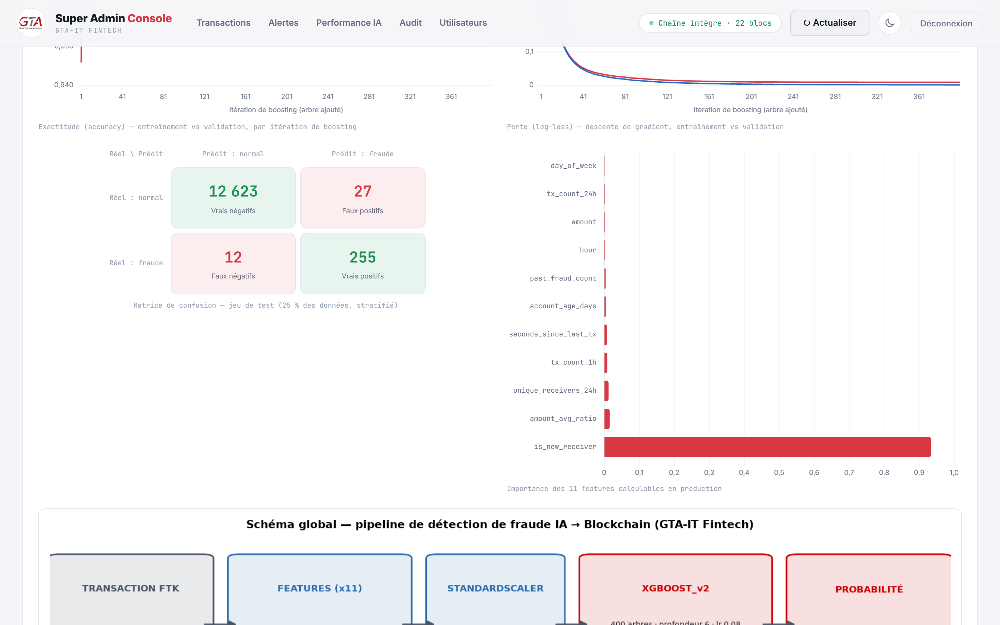 GTA
Global Technology & Associates
Super Admin Console
GTA-IT FINTECH
Transactions
Alertes
Performance IA
Audit
Utilisateurs
Chaîne intègre · 22 blocs
↻ Actualiser
Déconnexion
0,950
0,940
1 41 81 121 161 201 241 281 321 361
Itération de boosting (arbre ajouté)
Exactitude (accuracy) — entraînement vs validation, par itération de boosting
0,1
0
1 41 81 121 161 201 241 281 321 361
Itération de boosting (arbre ajouté)
Perte (log-loss) — descente de gradient, entraînement vs validation
Réel \ Prédit
Prédit : normal
Prédit : fraude
Réel : normal
12 623
Vrais négatifs
27
Faux positifs
Réel : fraude
12
Faux négatifs
255
Vrais positifs
Matrice de confusion — jeu de test (25 % des données, stratifié)
day_of_week
tx_count_24h
amount
hour
past_fraud_count
account_age_days
seconds_since_last_tx
tx_count_1h
unique_receivers_24h
amount_avg_ratio
is_new_receiver
0 0,1 0,2 0,3 0,4 0,5 0,6 0,7 0,8 0,9 1,0
Importance des 11 features calculables en production
Schéma global — pipeline de détection de fraude IA → Blockchain (GTA-IT Fintech)
TRANSACTION FTK
FEATURES (x11)
STANDARDSCALER
XGBOOST_v2
PROBABILITÉ
400 arbres · profondeur 6 · lr 0.08